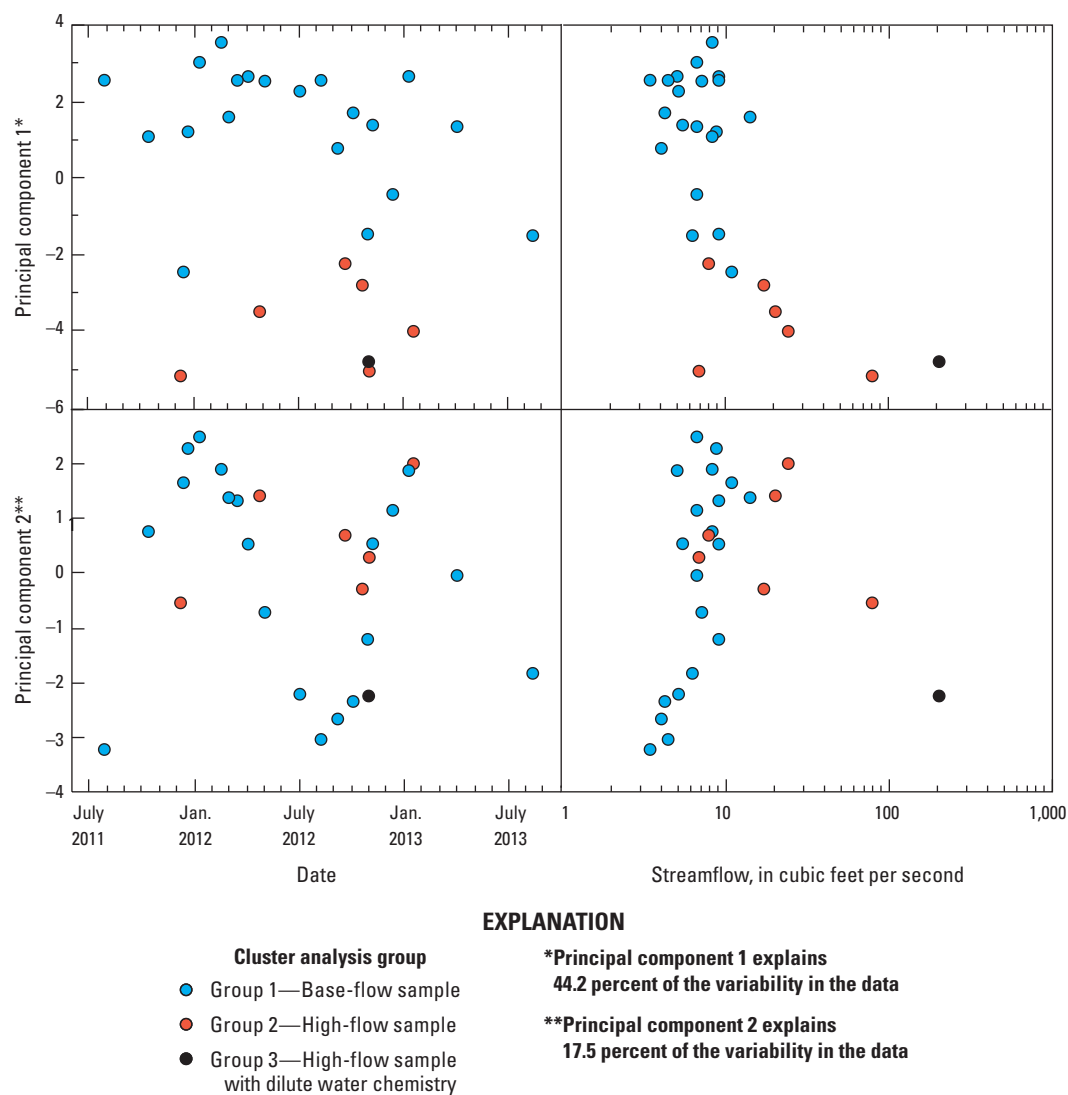 4
2
0
–2
–4
–6
Principal component 1*
2
1
0
–1
–2
–3
–4
Principal component 2**
July Jan. July Jan. July
2011 2012 2012 2013 2013
Date
1 10 100 1,000
Streamflow, in cubic feet per second
EXPLANATION
Cluster analysis group
Group 1—Base-flow sample
Group 2—High-flow sample
Group 3—High-flow sample
with dilute water chemistry
*Principal component 1 explains
44.2 percent of the variability in the data
**Principal component 2 explains
17.5 percent of the variability in the data